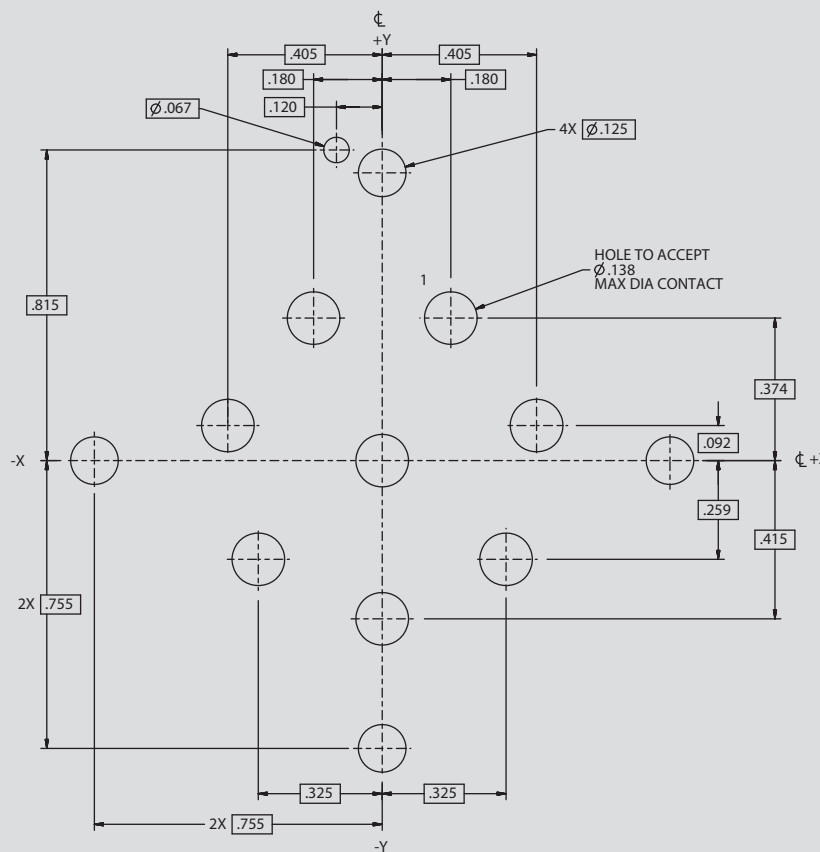 ℄
+Y
.405 .405
.180 .180
.120
Ø.067
4X Ø.125
HOLE TO ACCEPT
Ø.138
MAX DIA CONTACT
1
.815
.374
.092
-X
℄ +X
.259
.415
2X .755
.325 .325
2X .755
-Y